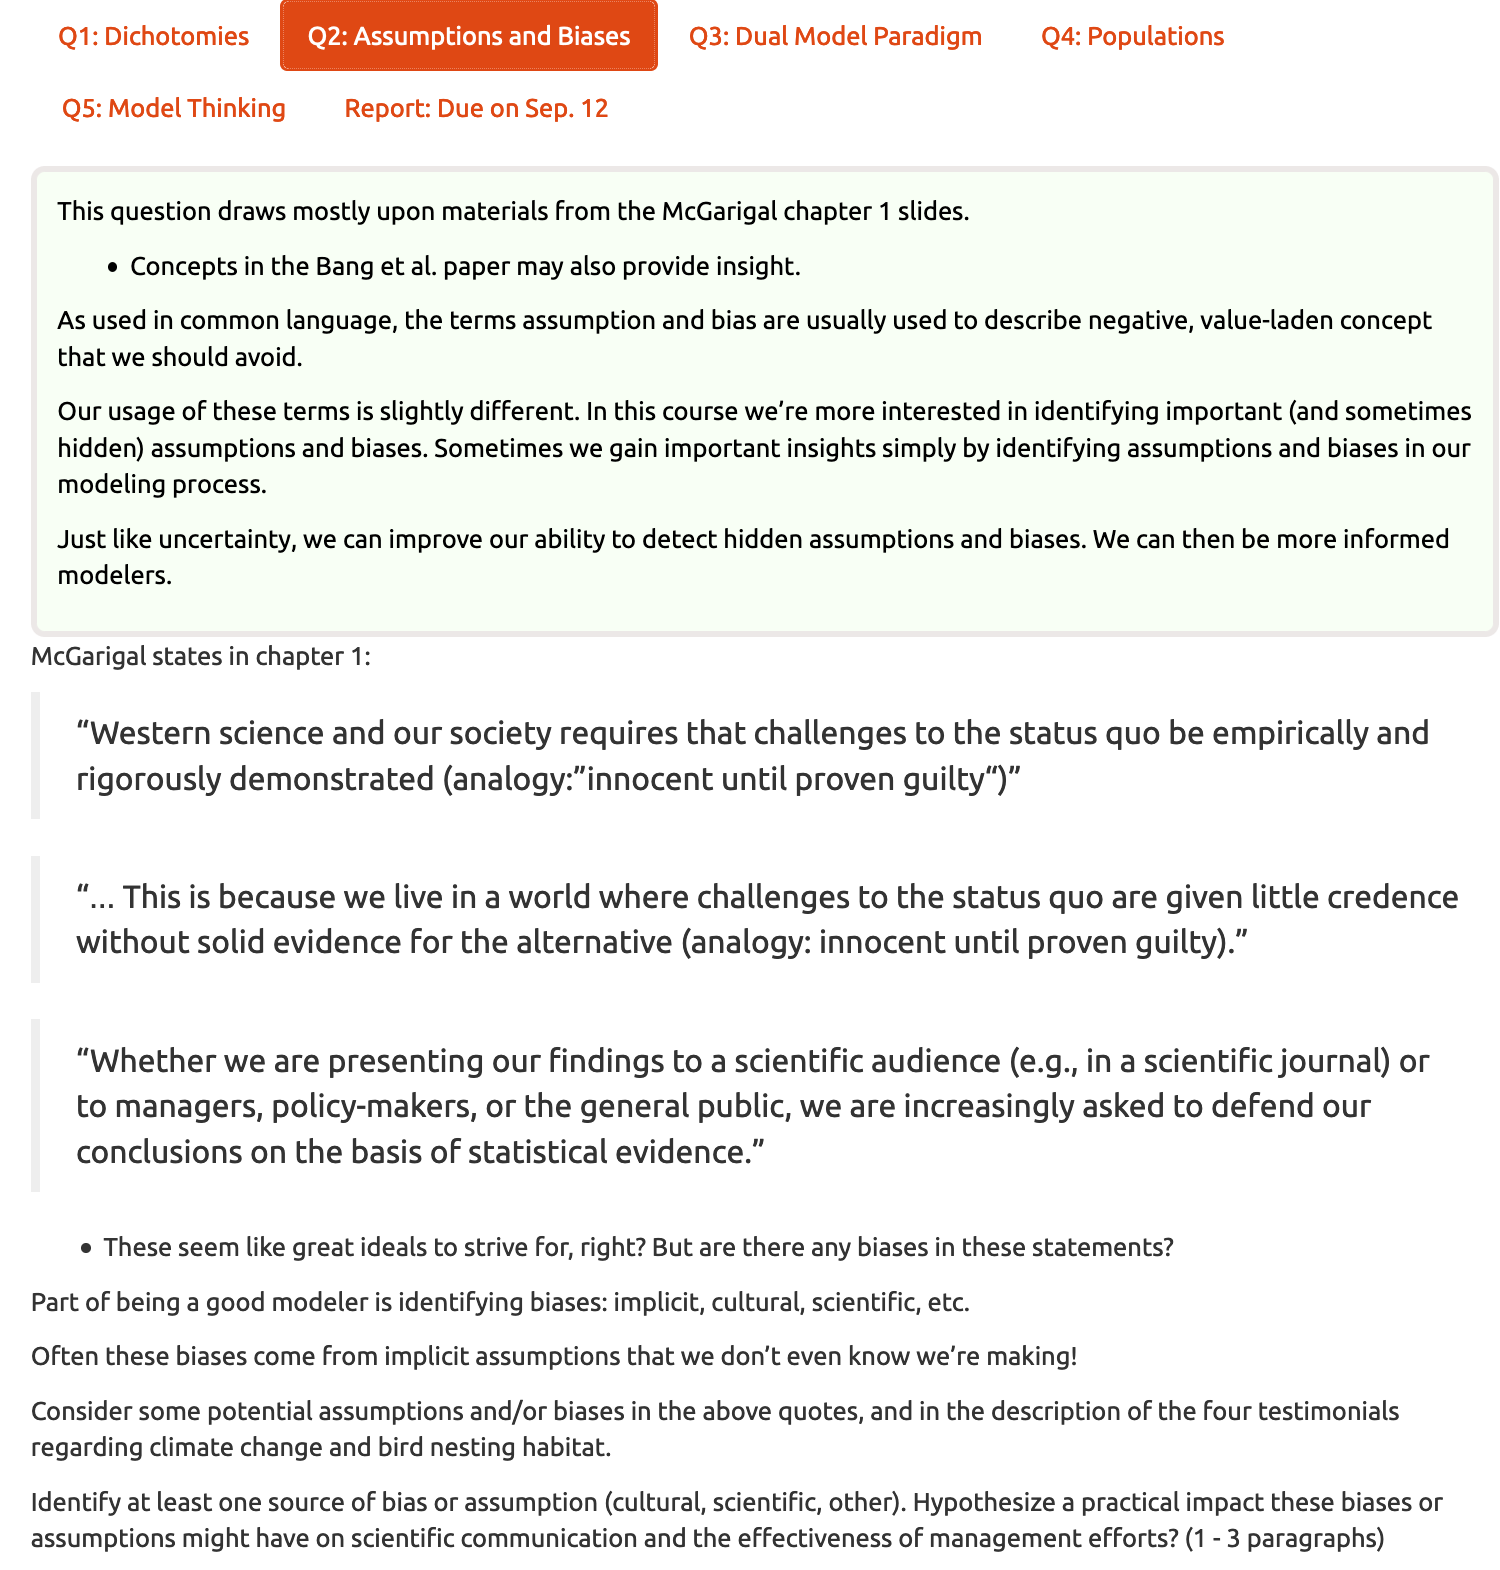 Q1: Dichotomies Q2: Assumptions and Biases Q3: Dual Model Paradigm Q4: Populations
Q5: Model Thinking Report: Due on Sep. 12
This question draws mostly upon materials from the McGarigal chapter 1 slides.
• Concepts in the Bang et al. paper may also provide insight.
As used in common language, the terms assumption and bias are usually used to describe negative, value-laden concept
that we should avoid.
Our usage of these terms is slightly different. In this course we’re more interested in identifying important (and sometimes
hidden) assumptions and biases. Sometimes we gain important insights simply by identifying assumptions and biases in our
modeling process.
Just like uncertainty, we can improve our ability to detect hidden assumptions and biases. We can then be more informed
modelers.
McGarigal states in chapter 1:
“Western science and our society requires that challenges to the status quo be empirically and
rigorously demonstrated (analogy:”innocent until proven guilty“)”
“… This is because we live in a world where challenges to the status quo are given little credence
without solid evidence for the alternative (analogy: innocent until proven guilty).”
“Whether we are presenting our findings to a scientific audience (e.g., in a scientific journal) or
to managers, policy-makers, or the general public, we are increasingly asked to defend our
conclusions on the basis of statistical evidence.”
• These seem like great ideals to strive for, right? But are there any biases in these statements?
Part of being a good modeler is identifying biases: implicit, cultural, scientific, etc.
Often these biases come from implicit assumptions that we don’t even know we’re making!
Consider some potential assumptions and/or biases in the above quotes, and in the description of the four testimonials
regarding climate change and bird nesting habitat.
Identify at least one source of bias or assumption (cultural, scientific, other). Hypothesize a practical impact these biases or
assumptions might have on scientific communication and the effectiveness of management efforts? (1 - 3 paragraphs)